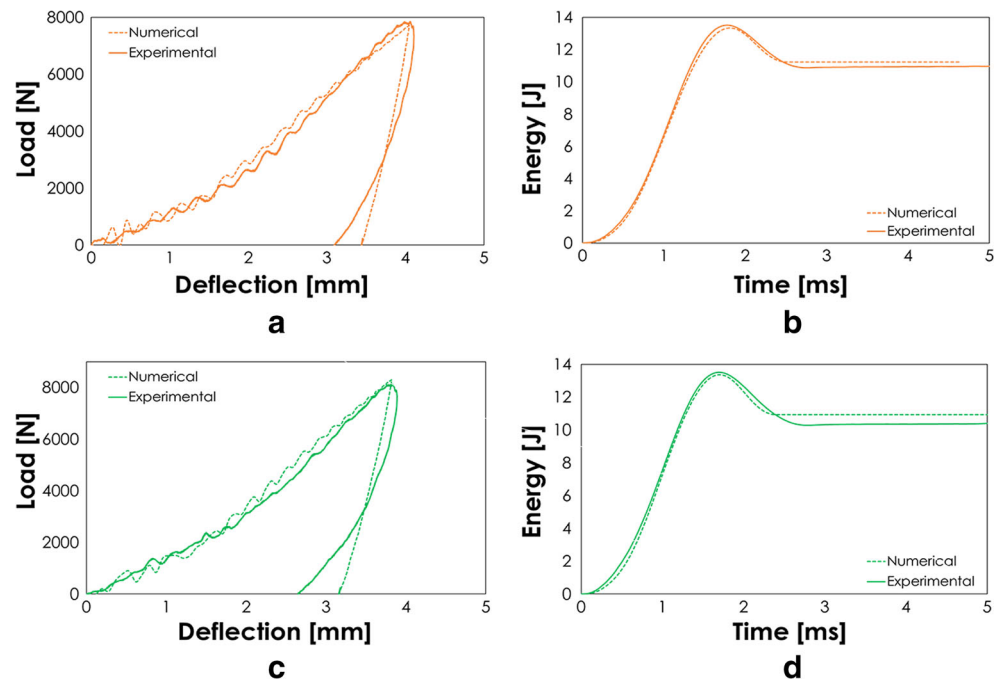 8000
6000
4000
2000
0
Load [N]
Numerical
Experimental
0 1 2 3 4 5
Deflection [mm]
a
14
12
10
8
6
4
2
0
Energy [J]
Numerical
Experimental
0 1 2 3 4 5
Time [ms]
b
8000
6000
4000
2000
0
Load [N]
Numerical
Experimental
0 1 2 3 4 5
Deflection [mm]
c
14
12
10
8
6
4
2
0
Energy [J]
Numerical
Experimental
0 1 2 3 4 5
Time [ms]
d